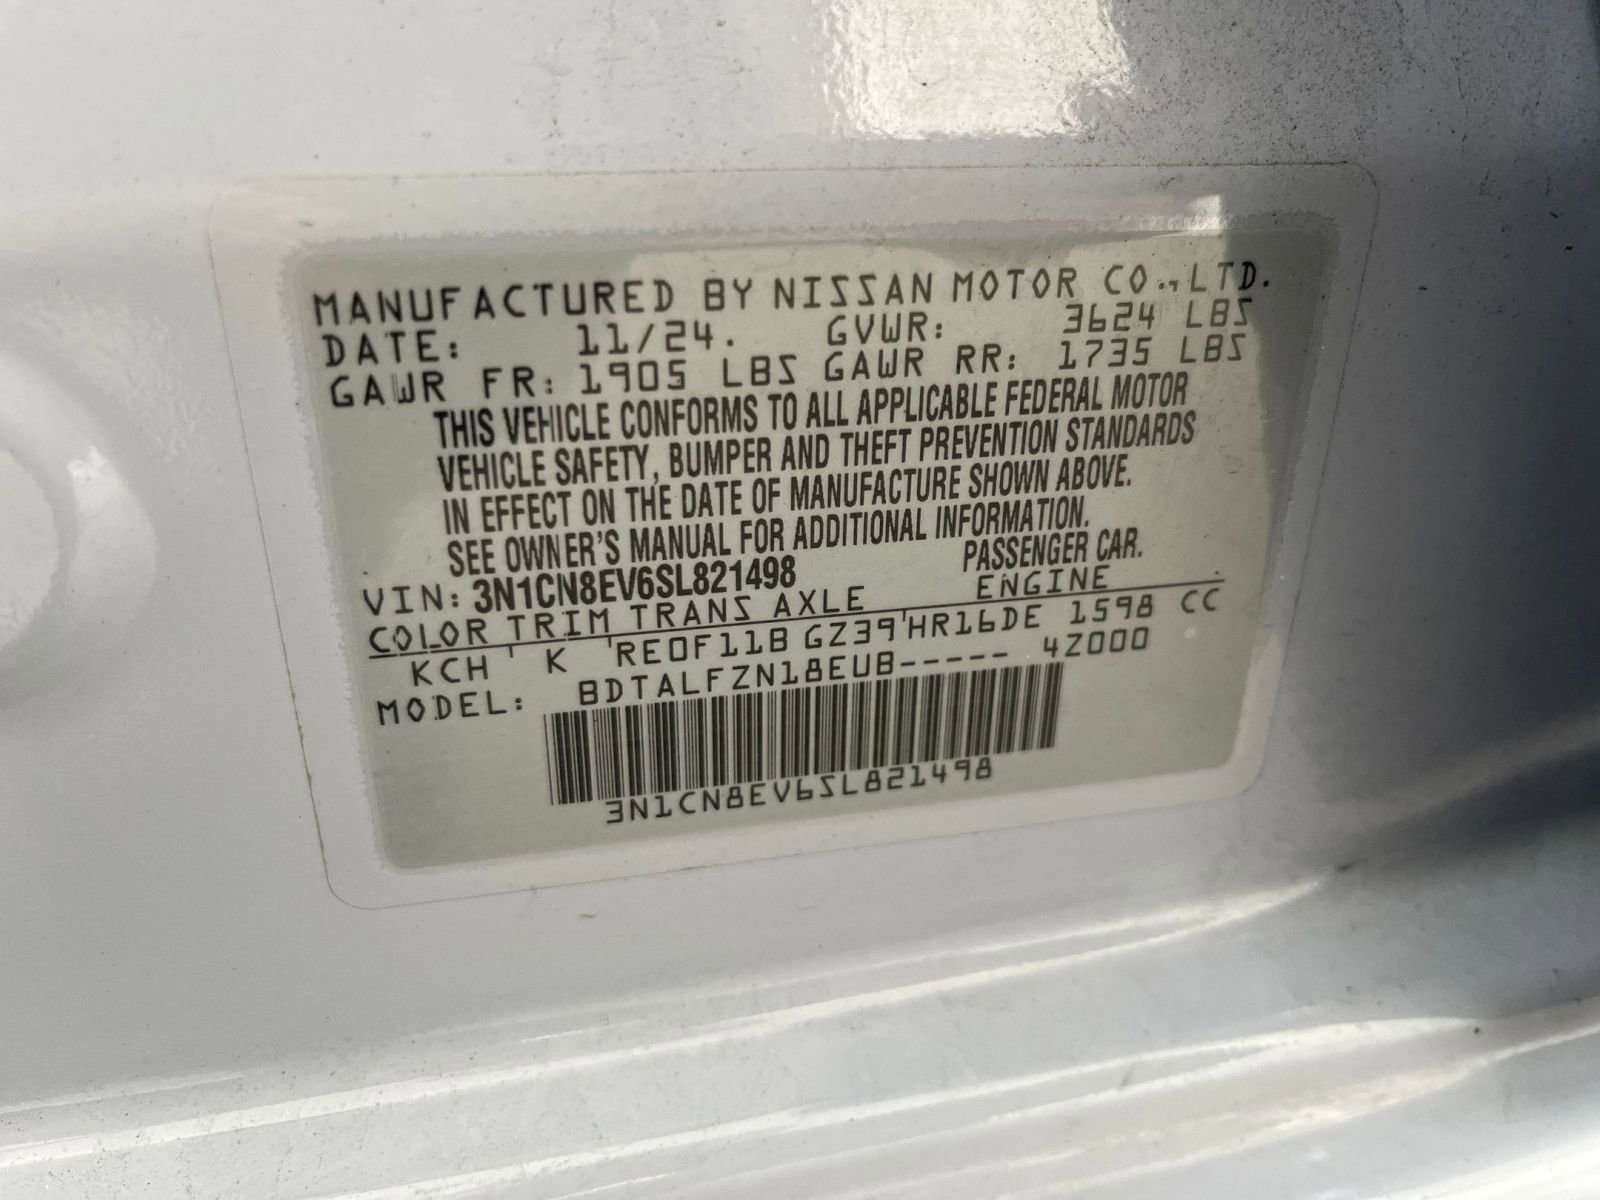 MANUFACTURED BY NISSAN MOTOR CO.,LTD.
DATE: 11/24. GVWR: 3624 LBS
GAWR FR: 1905 LBS GAWR RR: 1735 LBS
THIS VEHICLE CONFORMS TO ALL APPLICABLE FEDERAL MOTOR
VEHICLE SAFETY, BUMPER AND THEFT PREVENTION STANDARDS
IN EFFECT ON THE DATE OF MANUFACTURE SHOWN ABOVE.
SEE OWNER'S MANUAL FOR ADDITIONAL INFORMATION.
VIN: 3N1CN8EV6SL821498 PASSENGER CAR.
COLOR TRIM TRANS AXLE ENGINE
KCH ' K ' RE0F11B GZ39 ' HR16DE 1598 CC
MODEL: BDTALFZN18EUB----- 4Z000
3N1CN8EV6SL821498